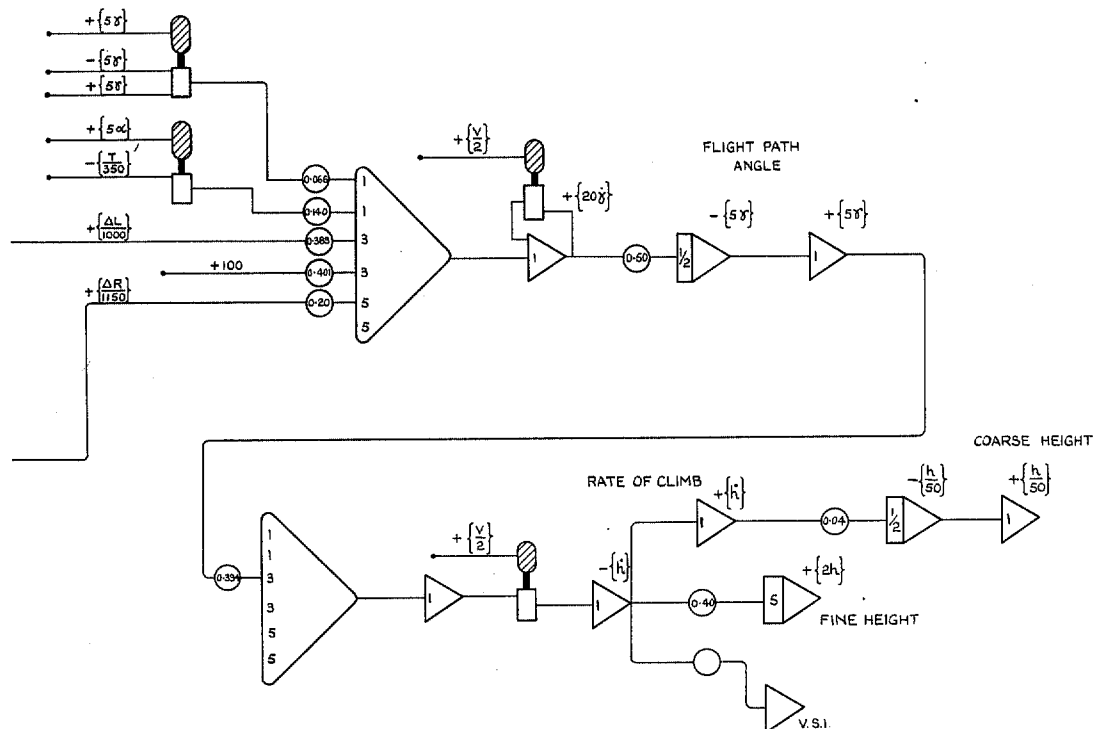 +{5γ}
-{5γ}
+{5γ}
+{5α}
-{T/350}
+{ΔL/1000}
+100
+{ΔR/1150}
0.066
0.140
0.383
0.401
0.20
1
1
3
3
5
5
+{V/2}
1
+{20γ̇}
0.50
FLIGHT PATH
ANGLE
-{5γ}
1/2
+{5γ}
1
0.334
1
1
3
3
5
5
1
+{V/2}
1
-{ḣ}
RATE OF CLIMB
+{ḣ}
1
0.04
-{h/50}
1/2
COARSE HEIGHT
+{h/50}
1
0.40
5
+{2h}
FINE HEIGHT
V.S.I.